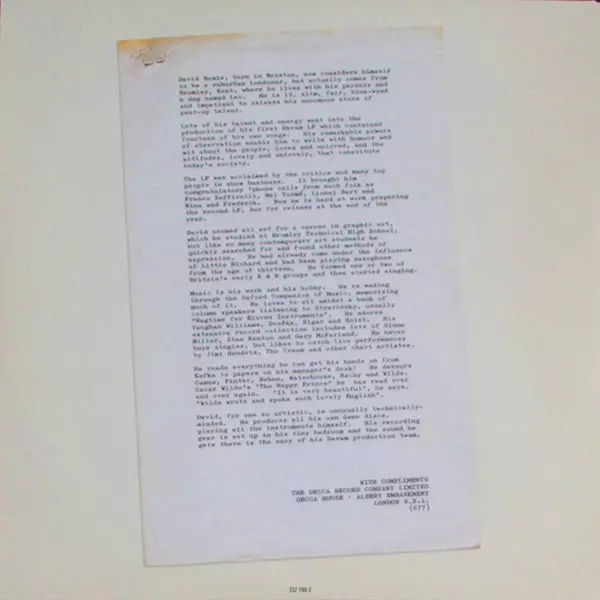 David Bowie, born in Brixton, now considers himself
to be a suburban Londoner, but actually comes from
Bromley, Kent, where he lives with his parents and
a dog named
He is 19, slim, fair, blue-eyed
and impatient to release his enormous store of
pent-up talent.
Lots of his talent and energy went into the
production of his first Deram LP which contained
fourteen of his own songs. His remarkable powers
of observation enable him to write with humour and
wit about the people, loved and unloved, and the
attitudes, lovely and unlovely, that constitute
today's society.
The LP was acclaimed by the critics and many top
people in show business. It brought him
congratulatory 'phone calls from such folk as
Franco Zeffirelli, Mel Tormé, Lionel Bart and
Nina and Frederik. Now he is hard at work preparing
the second LP, due for release at the end of the
year.
David seemed all set for a career in graphic art,
which he studied at Bromley Technical High School,
but like so many contemporary art students he
quickly searched for and found other methods of
expression. He had already come under the influence
of Little Richard and had been playing saxophone
from the age of thirteen. He formed one or two of
Britain's early R & B groups and then started singing.
Music is his work and his hobby. He is wading
through the Oxford Companion of Music, memorising
much of it. He loves to sit amidst a bank of
column speakers listening to Stravinsky, usually
"Ragtime for Eleven Instruments". He adores
Vaughan Williams, Dvořák, Elgar and Holst. His
extensive record collection includes lots of Glenn
Miller, Stan Kenton and Gary McFarland. He never
buys singles, but likes to catch live performances
by Jimi Hendrix, The Cream and other chart artistes.
He reads everything he can get his hands on from
Kafka to papers on his manager's desk! He devours
Camus, Pinter, Behan, Waterhouse, and Wilde.
Oscar Wilde's "The Happy Prince" he has read over
and over again. "It is very beautiful", he says,
"Wilde wrote and spoke such lovely English".
David, for one so artistic, is unusually technically-
minded. He produces all his own demo discs,
playing all the instruments himself. His recording
gear is set up in his tiny bedroom and the sound he
gets there is the envy of his Deram production team.
WITH COMPLIMENTS
THE DECCA RECORD COMPANY LIMITED
DECCA HOUSE · ALBERT EMBANKMENT
LONDON S.E.1.
(677)